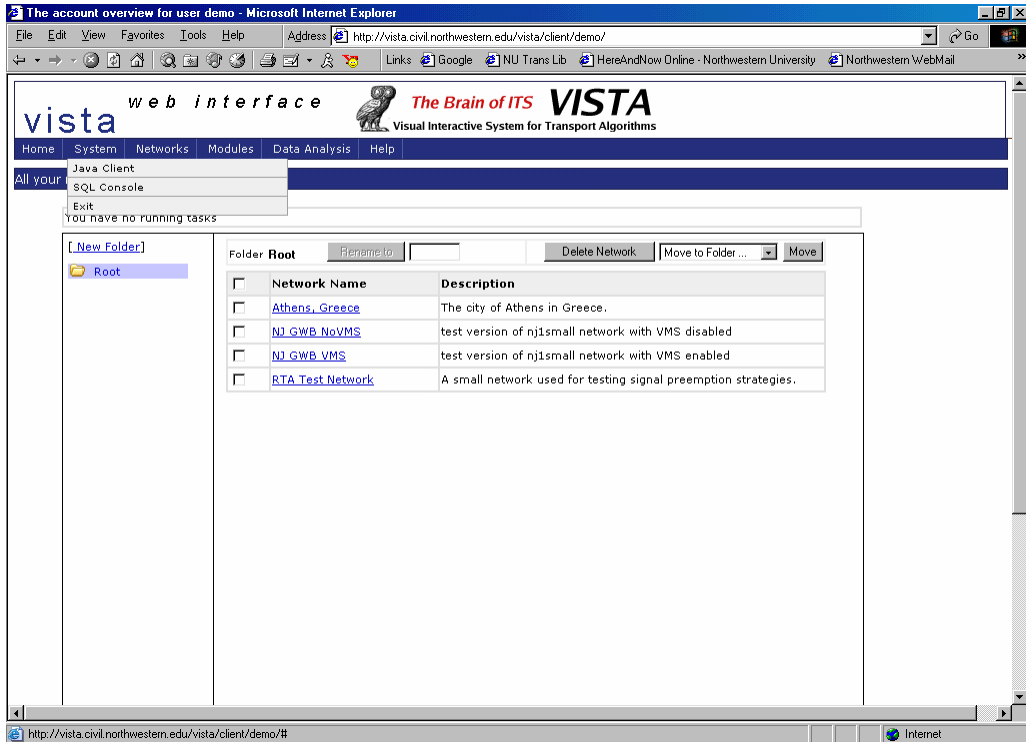 The account overview for user demo - Microsoft Internet Explorer
File Edit View Favorites Tools Help Address http://vista.civil.northwestern.edu/vista/client/demo/ Go
Links Google NU Trans Lib HereAndNow Online - Northwestern University Northwestern WebMail »
vista web interface The Brain of ITS VISTA
Visual Interactive System for Transport Algorithms
Home System Networks Modules Data Analysis Help
Java Client
All your
SQL Console
Exit
You have no running tasks
[ New Folder] Folder Root Rename to Delete Network Move to Folder ... Move
Root
Network Name Description
Athens, Greece The city of Athens in Greece.
NJ GWB NoVMS test version of nj1small network with VMS disabled
NJ GWB VMS test version of nj1small network with VMS enabled
RTA Test Network A small network used for testing signal preemption strategies.
http://vista.civil.northwestern.edu/vista/client/demo/# Internet